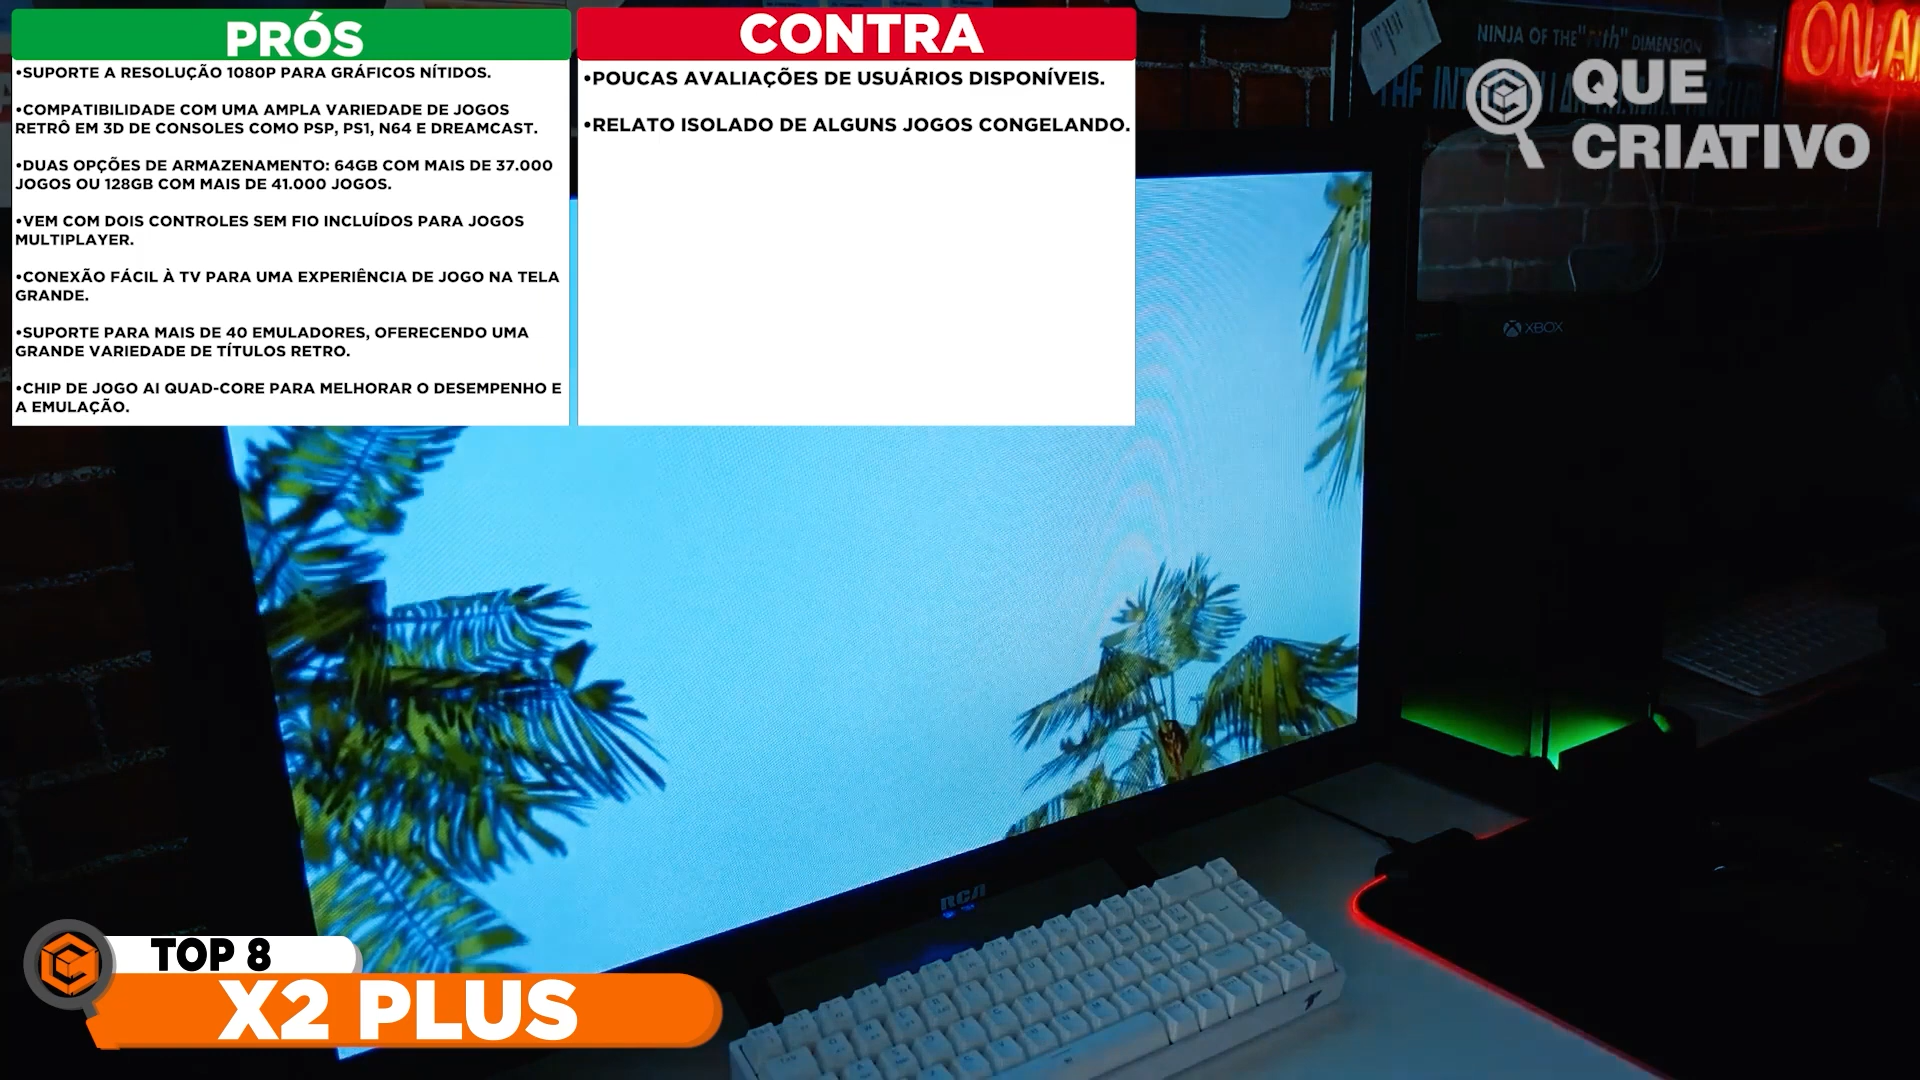 PRÓS
•SUPORTE A RESOLUÇÃO 1080P PARA GRÁFICOS NÍTIDOS.
•COMPATIBILIDADE COM UMA AMPLA VARIEDADE DE JOGOS
RETRÔ EM 3D DE CONSOLES COMO PSP, PS1, N64 E DREAMCAST.
•DUAS OPÇÕES DE ARMAZENAMENTO: 64GB COM MAIS DE 37.000
JOGOS OU 128GB COM MAIS DE 41.000 JOGOS.
•VEM COM DOIS CONTROLES SEM FIO INCLUÍDOS PARA JOGOS
MULTIPLAYER.
•CONEXÃO FÁCIL À TV PARA UMA EXPERIÊNCIA DE JOGO NA TELA
GRANDE.
•SUPORTE PARA MAIS DE 40 EMULADORES, OFERECENDO UMA
GRANDE VARIEDADE DE TÍTULOS RETRO.
•CHIP DE JOGO AI QUAD-CORE PARA MELHORAR O DESEMPENHO E
A EMULAÇÃO.
CONTRA
•POUCAS AVALIAÇÕES DE USUÁRIOS DISPONÍVEIS.
•RELATO ISOLADO DE ALGUNS JOGOS CONGELANDO.
NINJA OF THE "nth" DIMENSION
QUE
CRIATIVO
XBOX
RCA
TOP 8
X2 PLUS